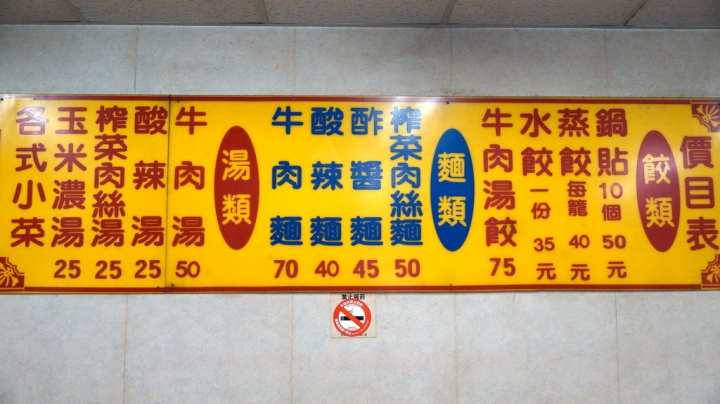 價目表
餃類
鍋貼10個 50元
蒸餃每籠 40元
水餃一份 35元
牛肉湯餃 75
麵類
榨菜肉絲麵 50
酢醬麵 45
酸辣麵 40
牛肉麵 70
湯類
牛肉湯 50
酸辣湯 25
榨菜肉絲湯 25
玉米濃湯 25
各式小菜